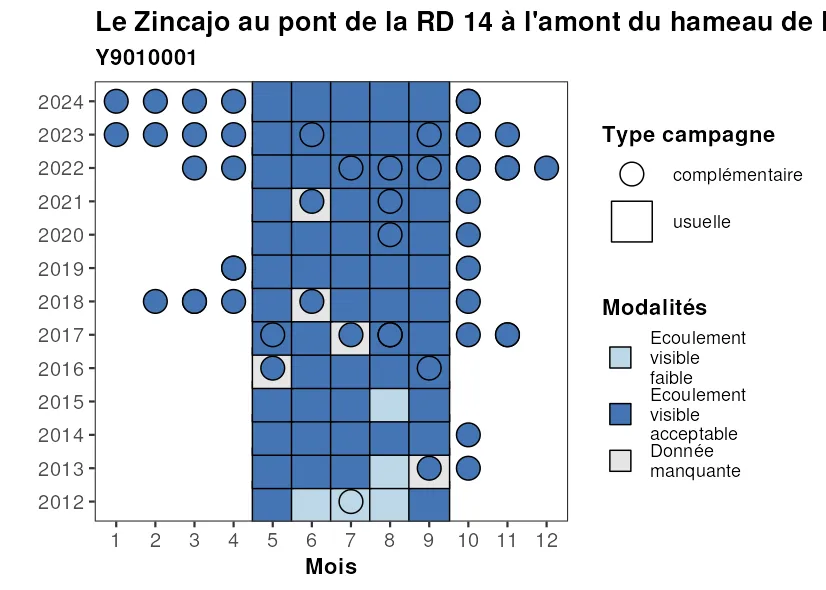 Le Zincajo au pont de la RD 14 à l'amont du hameau de
Y9010001
2024
2023
2022
2021
2020
2019
2018
2017
2016
2015
2014
2013
2012
1 2 3 4 5 6 7 8 9 10 11 12
Mois
Type campagne
complémentaire
usuelle
Modalités
Ecoulement
visible
faible
Ecoulement
visible
acceptable
Donnée
manquante